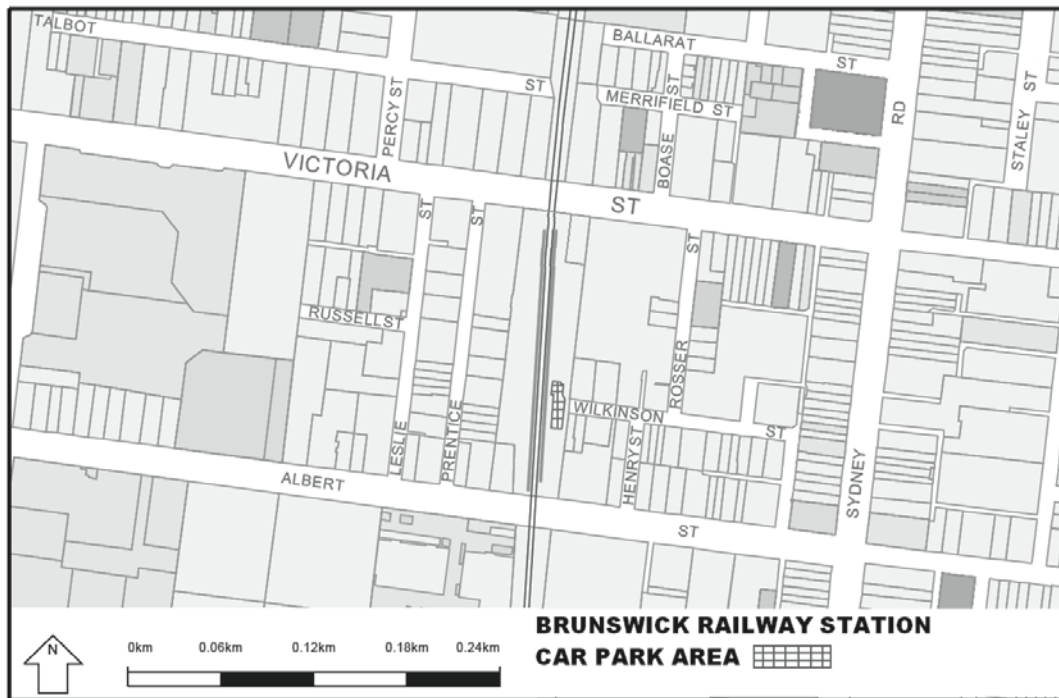 TALBOT
ST
BALLARAT
ST
MERRIFIELD ST
PERCY ST
BOASE
ST
RD
STALEY ST
VICTORIA
ST
ST
ST
ST
RUSSELL ST
ROSSER
WILKINSON
ST
LESLIE
PRENTICE
HENRY ST
SYDNEY
ALBERT
ST
BRUNSWICK RAILWAY STATION
CAR PARK AREA
N
0km 0.06km 0.12km 0.18km 0.24km